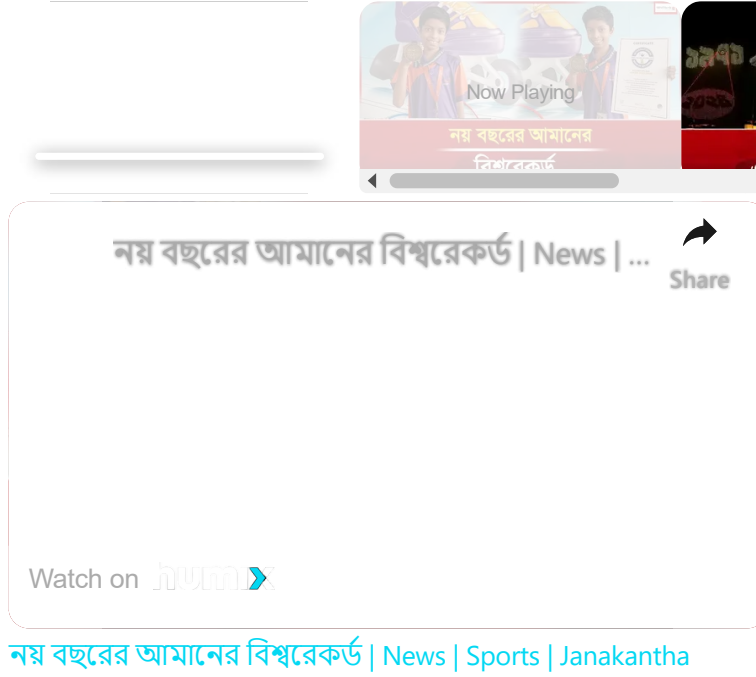 Now Playing
নয় বছরের আমানের
বিশ্বরেকর্ড
নয় বছরের আমানের বিশ্বরেকর্ড | News | ...
Share
Watch on humix
নয় বছরের আমানের বিশ্বরেকর্ড | News | Sports | Janakantha